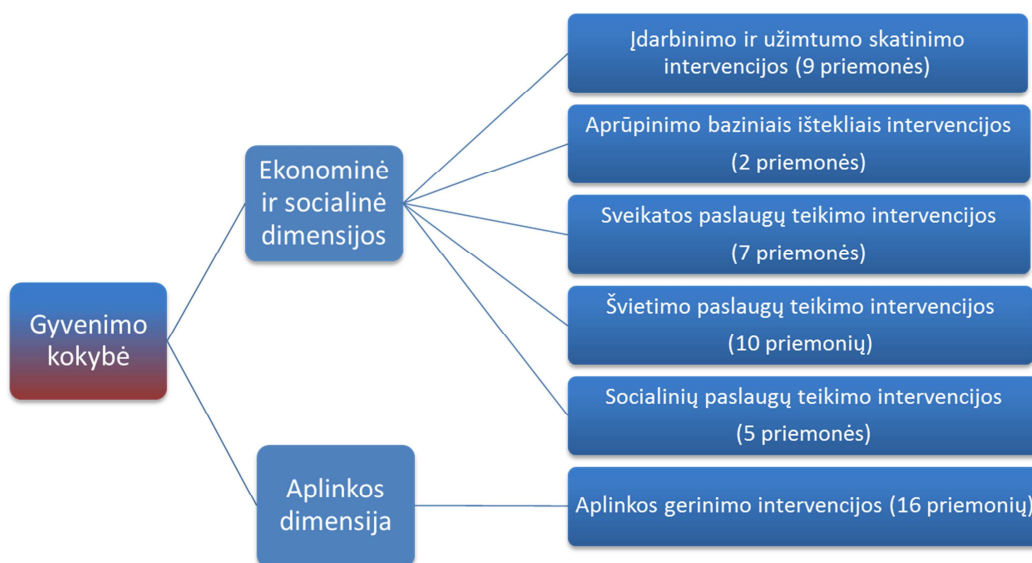 Gyvenimo
kokybė
Ekonominė
ir socialinė
dimensijos
Aplinkos
dimensija
Įdarbinimo ir užimtumo skatinimo
intervencijos (9 priemonės)
Aprūpinimo baziniais ištekliais intervencijos
(2 priemonės)
Sveikatos paslaugų teikimo intervencijos
(7 priemonės)
Švietimo paslaugų teikimo intervencijos
(10 priemonių)
Socialinių paslaugų teikimo intervencijos
(5 priemonės)
Aplinkos gerinimo intervencijos (16 priemonių)